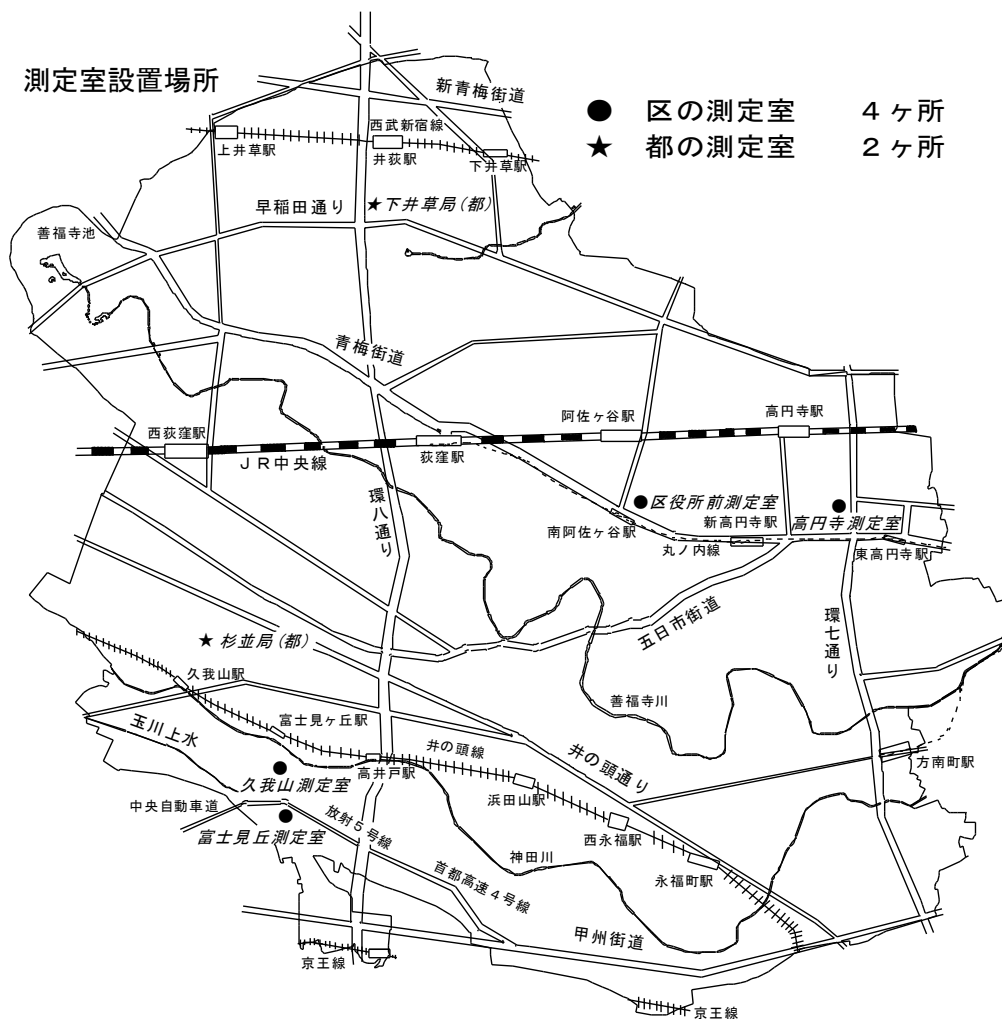 測定室設置場所
新青梅街道
● 区の測定室 4ヶ所
★ 都の測定室 2ヶ所
西武新宿線
上井草駅
井荻駅
下井草駅
早稲田通り
★下井草局(都)
善福寺池
青梅街道
阿佐ヶ谷駅
高円寺駅
西荻窪駅
荻窪駅
JR中央線
環八通り
区役所前測定室
南阿佐ヶ谷駅
新高円寺駅
高円寺測定室
丸ノ内線
東高円寺駅
五日市街道
環七通り
★杉並局(都)
久我山駅
善福寺川
富士見ヶ丘駅
玉川上水
井の頭線
井の頭通り
高井戸駅
方南町駅
久我山測定室
浜田山駅
中央自動車道
放射5号線
富士見丘測定室
西永福駅
神田川
永福町駅
首都高速4号線
甲州街道
京王線
京王線